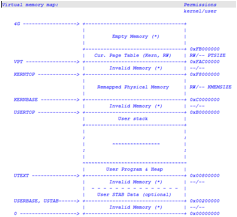 Virtual memory map: Permissions
kernel/user
4G -------->
Empty Memory (*)
0xFB000000
Cur. Page Table (Kern. RW) RW/-- PTSIZE
VPT ----> 0xFAC00000
Invalid Memory (*) --/--
KERNTOP ----> 0xF8000000
Remapped Physical Memory RW/-- KMEMSIZE
KERNBASE ----> 0xC0000000
Invalid Memory (*) --/--
USERTOP ----> 0xB0000000
User stack
User Program & Heap
UTEXT ----> 0x00800000
Invalid Memory (*) --/--
User STAB Data (optional)
USERBASE, USTAB ----> 0x00200000
Invalid Memory (*) --/--
0 ----> 0x00000000